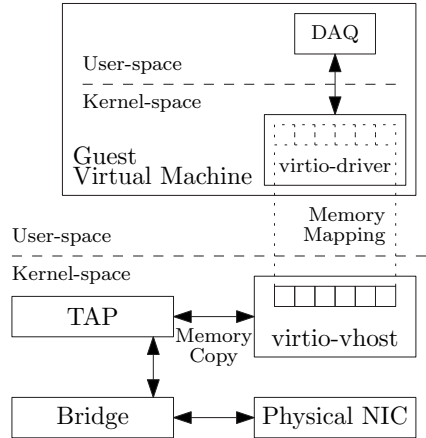 DAQ
User-space
Kernel-space
Guest
Virtual Machine
virtio-driver
Memory
Mapping
User-space
Kernel-space
TAP
Memory
Copy
virtio-vhost
Bridge
Physical NIC